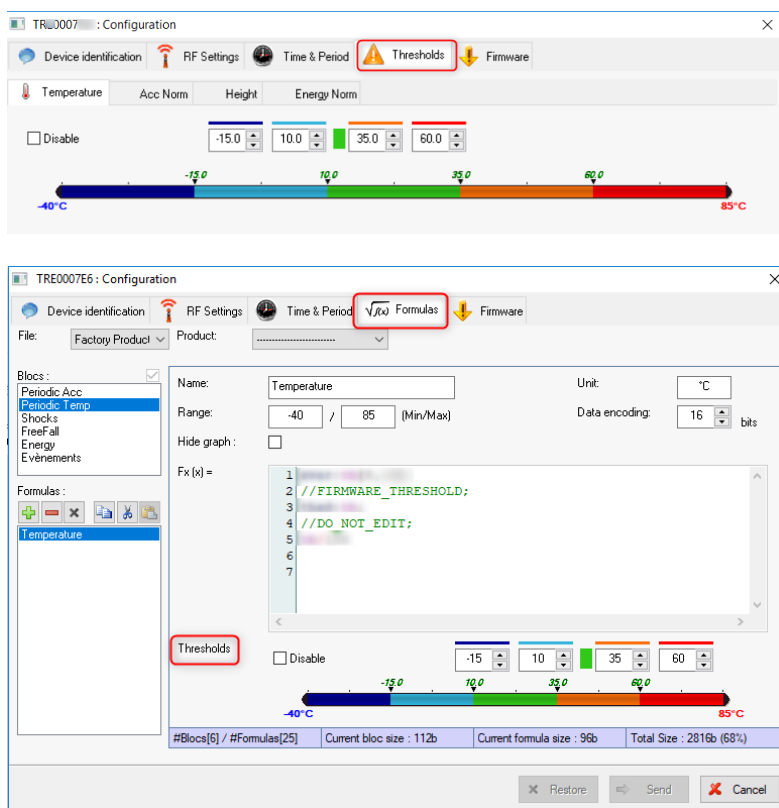 TR 0007 : Configuration
Device identification RF Settings Time & Period Thresholds Firmware
Temperature Acc Norm Height Energy Norm
Disable -15.0 10.0 35.0 60.0
-15.0 10.0 35.0 60.0
-40°C 85°C
TRE0007E6 : Configuration
Device identification RF Settings Time & Period √f(x) Formulas Firmware
File: Factory Product Product: --------------------------
Blocs :
Periodic Acc
Periodic Temp
Shocks
FreeFall
Energy
Evènements
Formulas :
Temperature
Name: Temperature Unit: °C
Range: -40 / 85 (Min/Max) Data encoding: 16 bits
Hide graph :
Fx (x) =
1
2 //FIRMWARE_THRESHOLD;
3
4 //DO_NOT_EDIT;
5
6
7
Thresholds Disable -15 10 35 60
-15.0 10.0 35.0 60.0
-40°C 85°C
#Blocs[6] / #Formulas[25] Current bloc size : 112b Current formula size : 96b Total Size : 2816b (68%)
Restore Send Cancel